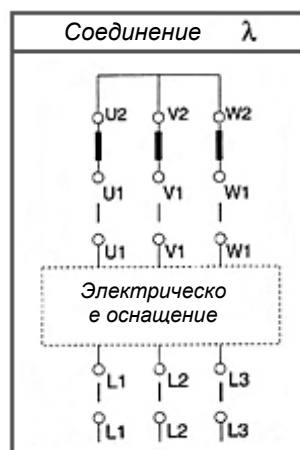 Соединение λ
U2 V2 W2
U1 V1 W1
U1 V1 W1
Электрическо
е оснащение
L1 L2 L3
L1 L2 L3